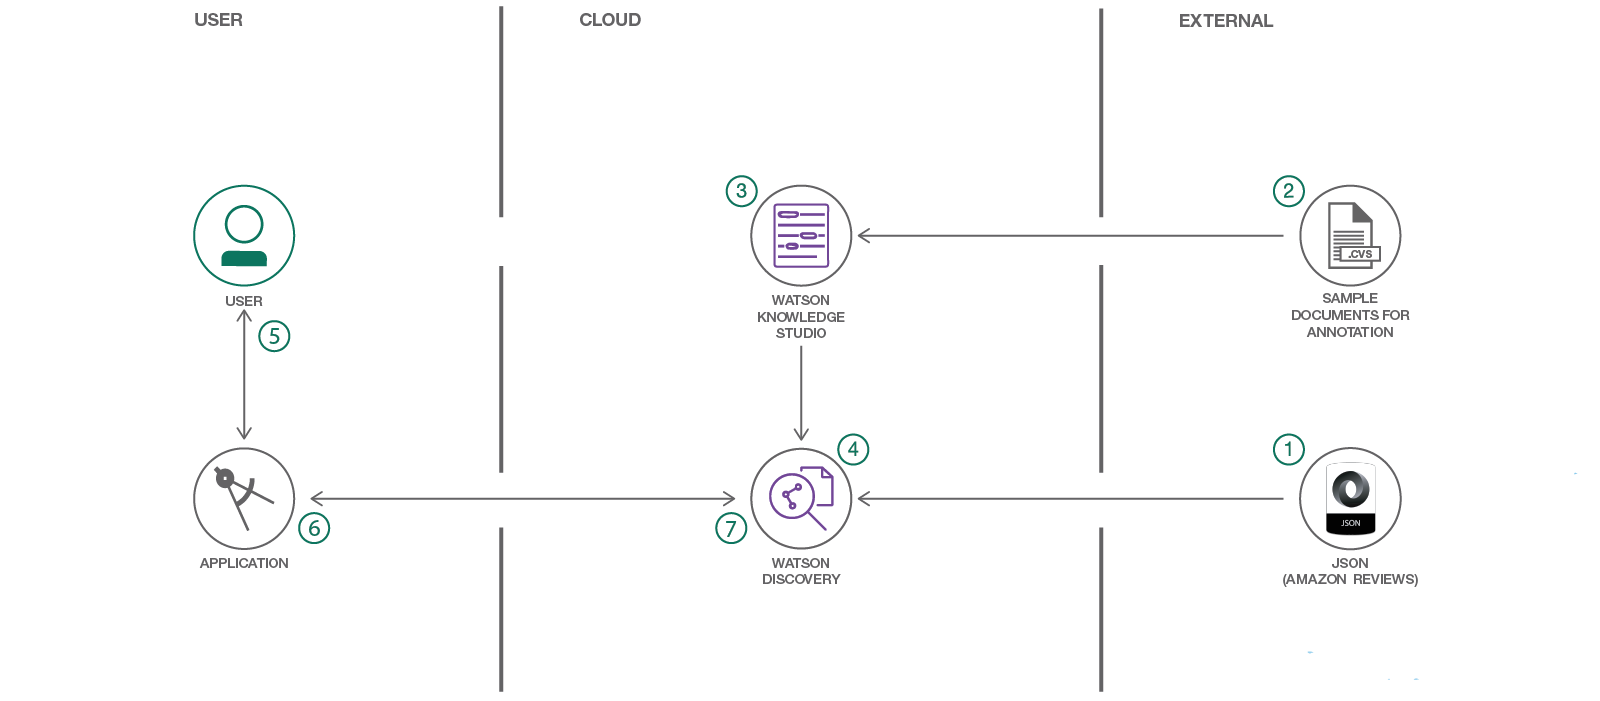 USER
CLOUD
EXTERNAL
3
2
.CVS
USER
WATSON
KNOWLEDGE
STUDIO
SAMPLE
DOCUMENTS FOR
ANNOTATION
5
4
1
JSON
6
7
APPLICATION
WATSON
DISCOVERY
JSON
(AMAZON REVIEWS)